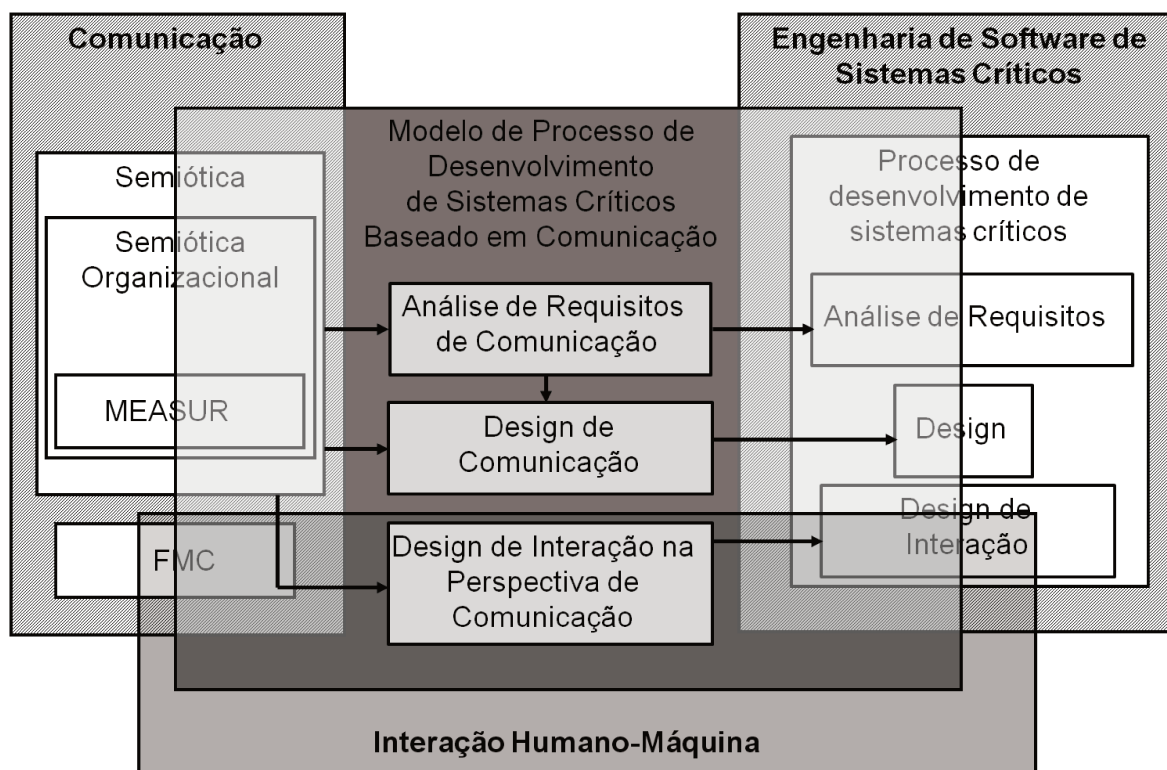 Comunicação
Engenharia de Software de
Sistemas Críticos
Modelo de Processo de
Desenvolvimento
de Sistemas Críticos
Baseado em Comunicação
Semiótica
Semiótica
Organizacional
MEASUR
FMC
Análise de Requisitos
de Comunicação
Design de
Comunicação
Design de Interação na
Perspectiva de
Comunicação
Processo de
desenvolvimento de
sistemas críticos
Análise de Requisitos
Design
Design de
Interação
Interação Humano-Máquina